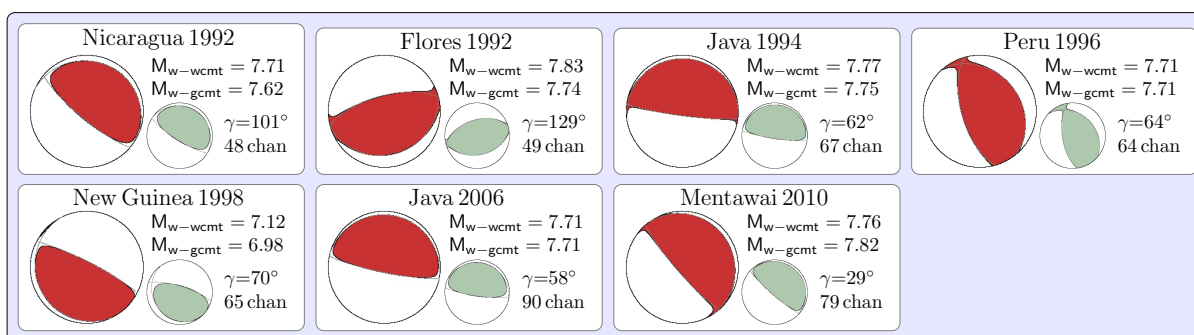 Nicaragua 1992
Mw−wcmt = 7.71
Mw−gcmt = 7.62
γ=101°
48 chan
Flores 1992
Mw−wcmt = 7.83
Mw−gcmt = 7.74
γ=129°
49 chan
Java 1994
Mw−wcmt = 7.77
Mw−gcmt = 7.75
γ=62°
67 chan
Peru 1996
Mw−wcmt = 7.71
Mw−gcmt = 7.71
γ=64°
64 chan
New Guinea 1998
Mw−wcmt = 7.12
Mw−gcmt = 6.98
γ=70°
65 chan
Java 2006
Mw−wcmt = 7.71
Mw−gcmt = 7.71
γ=58°
90 chan
Mentawai 2010
Mw−wcmt = 7.76
Mw−gcmt = 7.82
γ=29°
79 chan